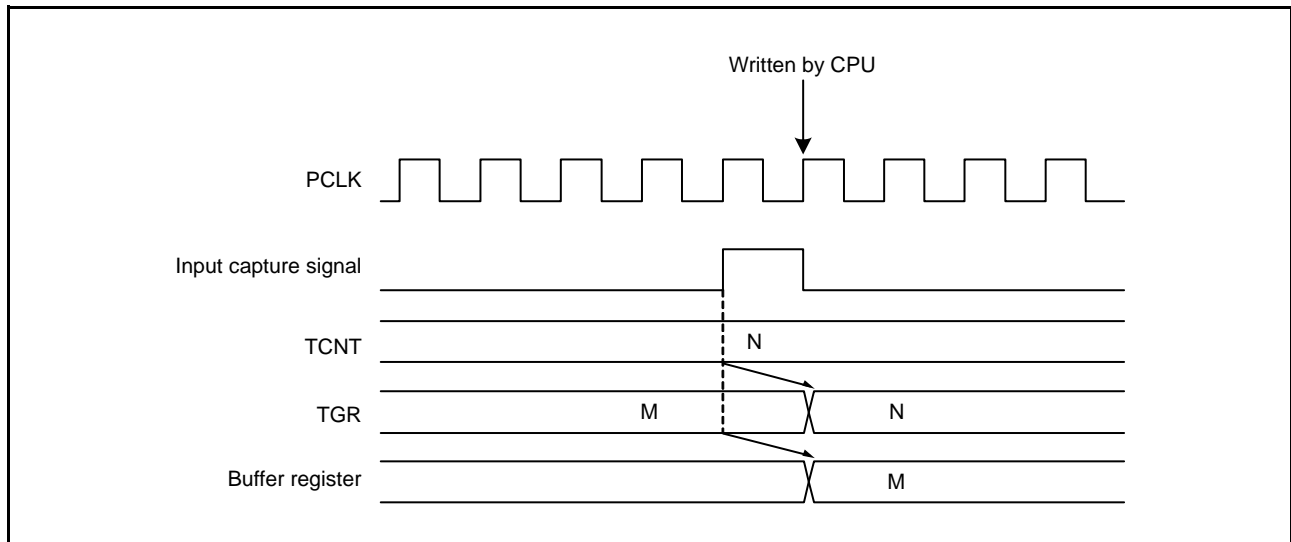 Written by CPU
PCLK
Input capture signal
TCNT
N
TGR
M
N
Buffer register
M